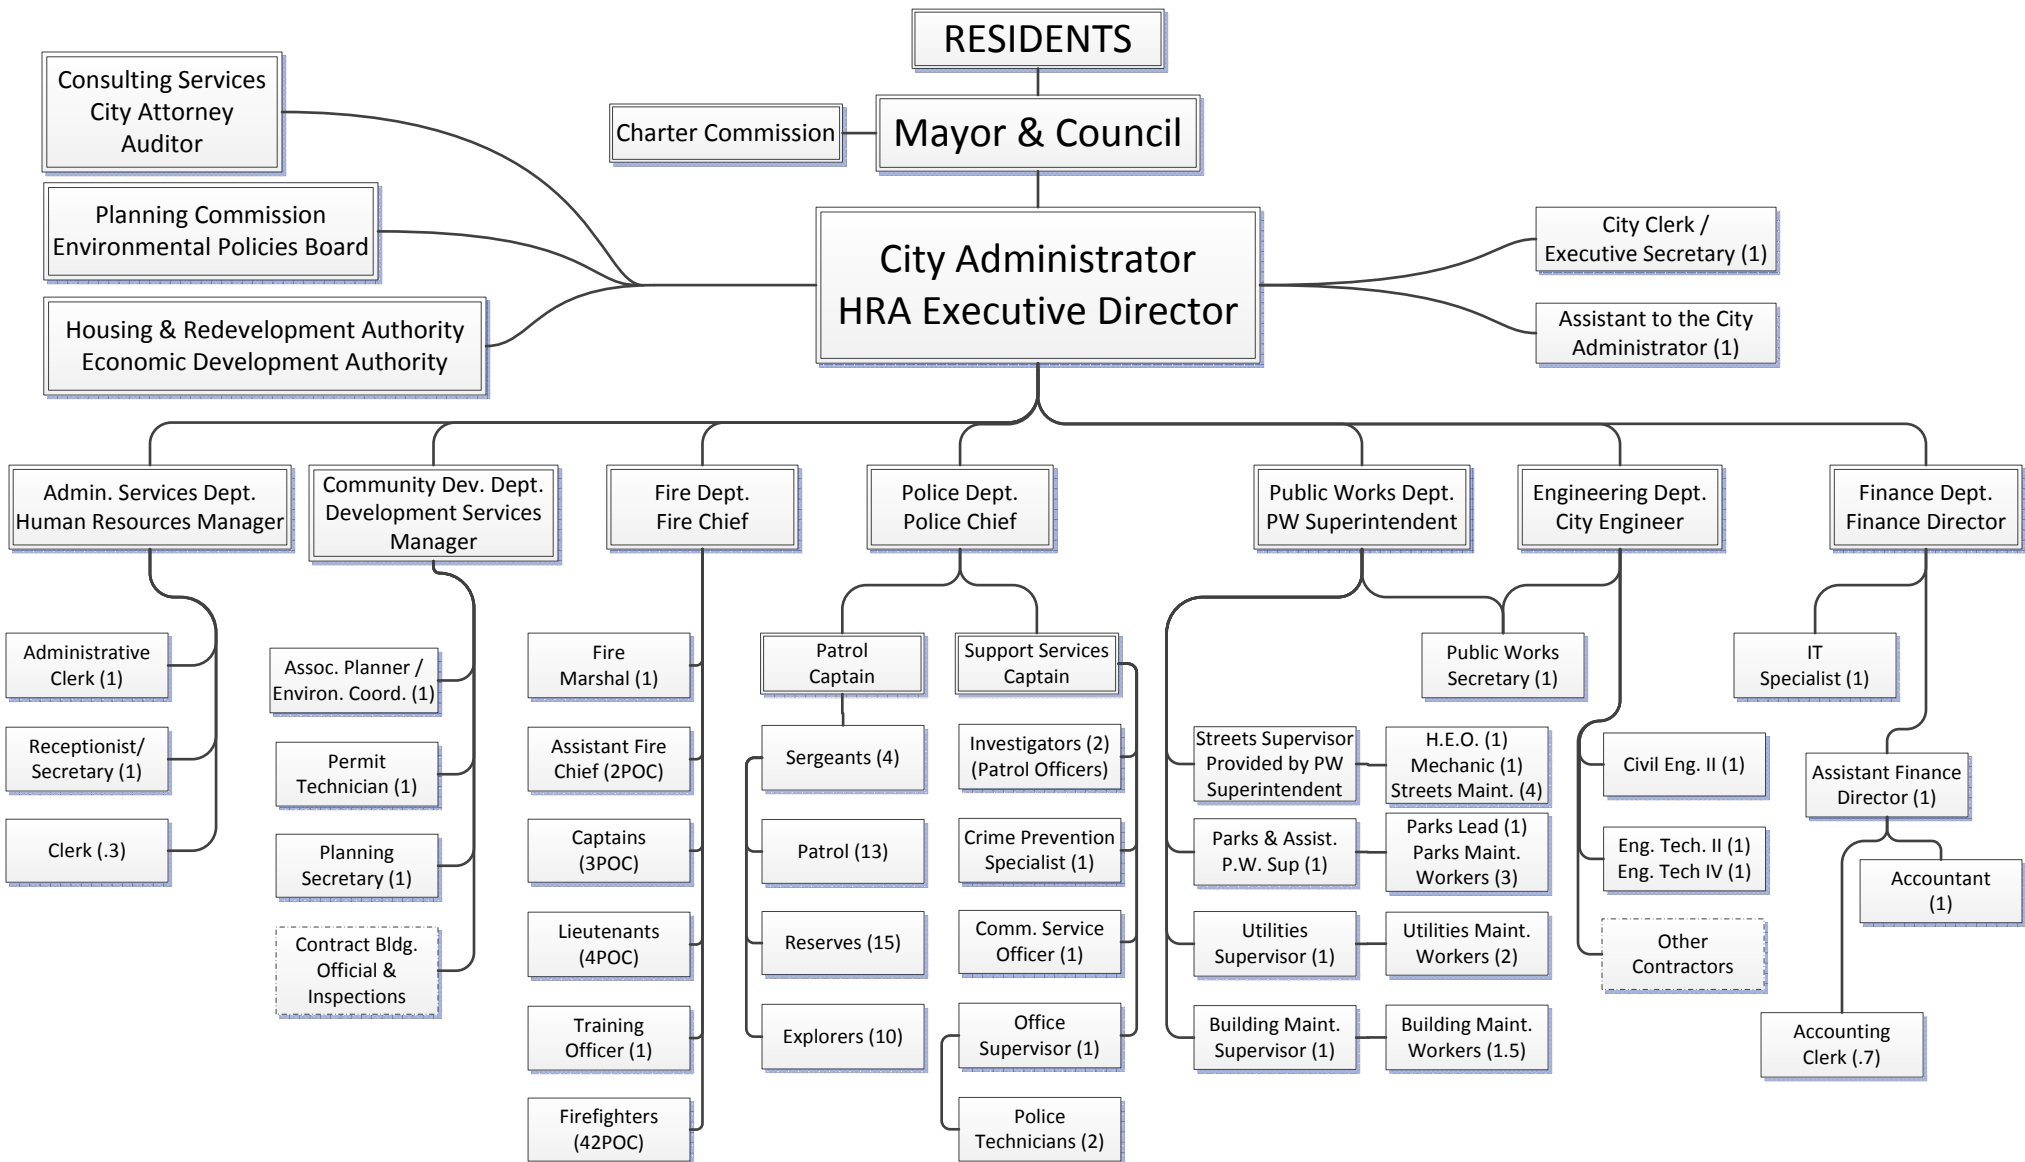 RESIDENTS
Consulting Services
City Attorney
Auditor
Charter Commission
Mayor & Council
Planning Commission
Environmental Policies Board
City Administrator
HRA Executive Director
City Clerk /
Executive Secretary (1)
Housing & Redevelopment Authority
Economic Development Authority
Assistant to the City
Administrator (1)
Admin. Services Dept.
Human Resources Manager
Community Dev. Dept.
Development Services
Manager
Fire Dept.
Fire Chief
Police Dept.
Police Chief
Public Works Dept.
PW Superintendent
Engineering Dept.
City Engineer
Finance Dept.
Finance Director
Administrative
Clerk (1)
Receptionist/
Secretary (1)
Clerk (.3)
Assoc. Planner /
Environ. Coord. (1)
Permit
Technician (1)
Planning
Secretary (1)
Contract Bldg.
Official &
Inspections
Fire
Marshal (1)
Assistant Fire
Chief (2POC)
Captains
(3POC)
Lieutenants
(4POC)
Training
Officer (1)
Firefighters
(42POC)
Patrol
Captain
Sergeants (4)
Patrol (13)
Reserves (15)
Explorers (10)
Support Services
Captain
Investigators (2)
(Patrol Officers)
Crime Prevention
Specialist (1)
Comm. Service
Officer (1)
Office
Supervisor (1)
Police
Technicians (2)
Public Works
Secretary (1)
Streets Supervisor
Provided by PW
Superintendent
H.E.O. (1)
Mechanic (1)
Streets Maint. (4)
Parks & Assist.
P.W. Sup (1)
Parks Lead (1)
Parks Maint.
Workers (3)
Utilities
Supervisor (1)
Utilities Maint.
Workers (2)
Building Maint.
Supervisor (1)
Building Maint.
Workers (1.5)
Civil Eng. II (1)
Eng. Tech. II (1)
Eng. Tech IV (1)
Other
Contractors
IT
Specialist (1)
Assistant Finance
Director (1)
Accountant
(1)
Accounting
Clerk (.7)